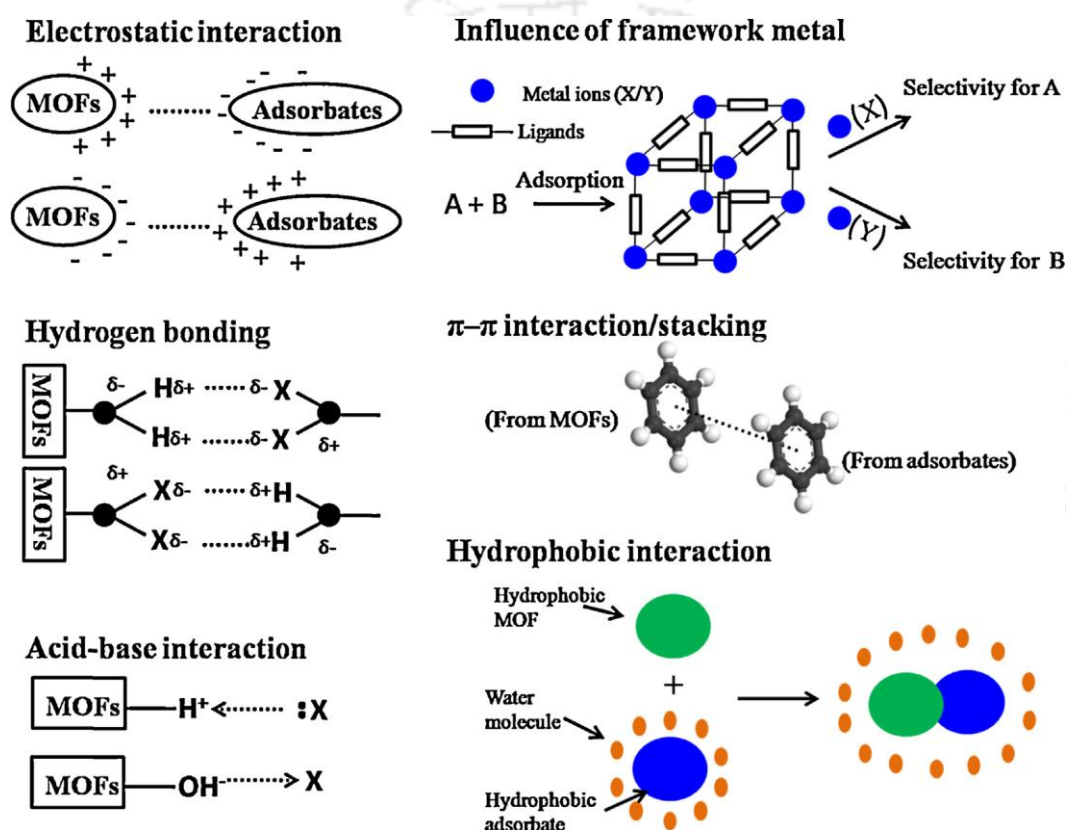 Electrostatic interaction
+ + + + + + + +
MOFs
- - - - - - - - - -
Adsorbates
- - - - - - -
MOFs
+ + + + + + + + + + +
Adsorbates
Hydrogen bonding
MOFs
δ- Hδ+ ...... δ- X
Hδ+ ...... δ- X δ+
MOFs
δ+ Xδ- ...... δ+H
Xδ- ...... δ+H δ-
Acid-base interaction
MOFs H⁺ :X
MOFs OH⁻ X
Influence of framework metal
Metal ions (X/Y)
Ligands
A + B
Adsorption
(X)
Selectivity for A
(Y)
Selectivity for B
π–π interaction/stacking
(From MOFs)
(From adsorbates)
Hydrophobic interaction
Hydrophobic
MOF
+
Water
molecule
Hydrophobic
adsorbate